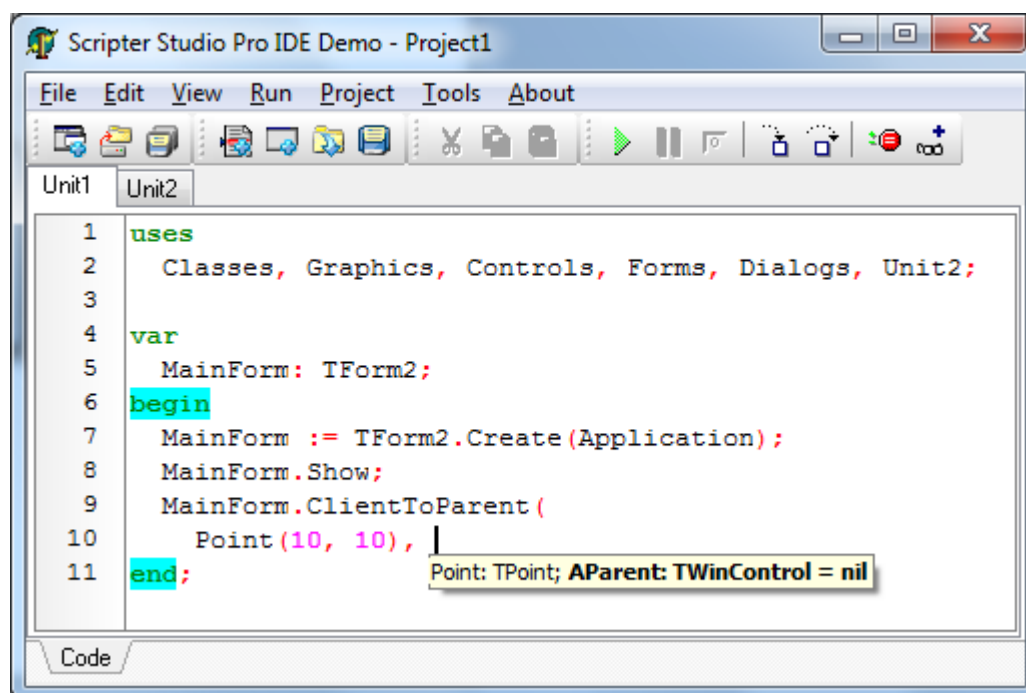 Scripter Studio Pro IDE Demo - Project1
File Edit View Run Project Tools About
Unit1 Unit2
1 uses
2 Classes, Graphics, Controls, Forms, Dialogs, Unit2;
3
4 var
5 MainForm: TForm2;
6 begin
7 MainForm := TForm2.Create(Application);
8 MainForm.Show;
9 MainForm.ClientToParent(
10 Point(10, 10),
11 end;
Point: TPoint; AParent: TWinControl = nil
Code